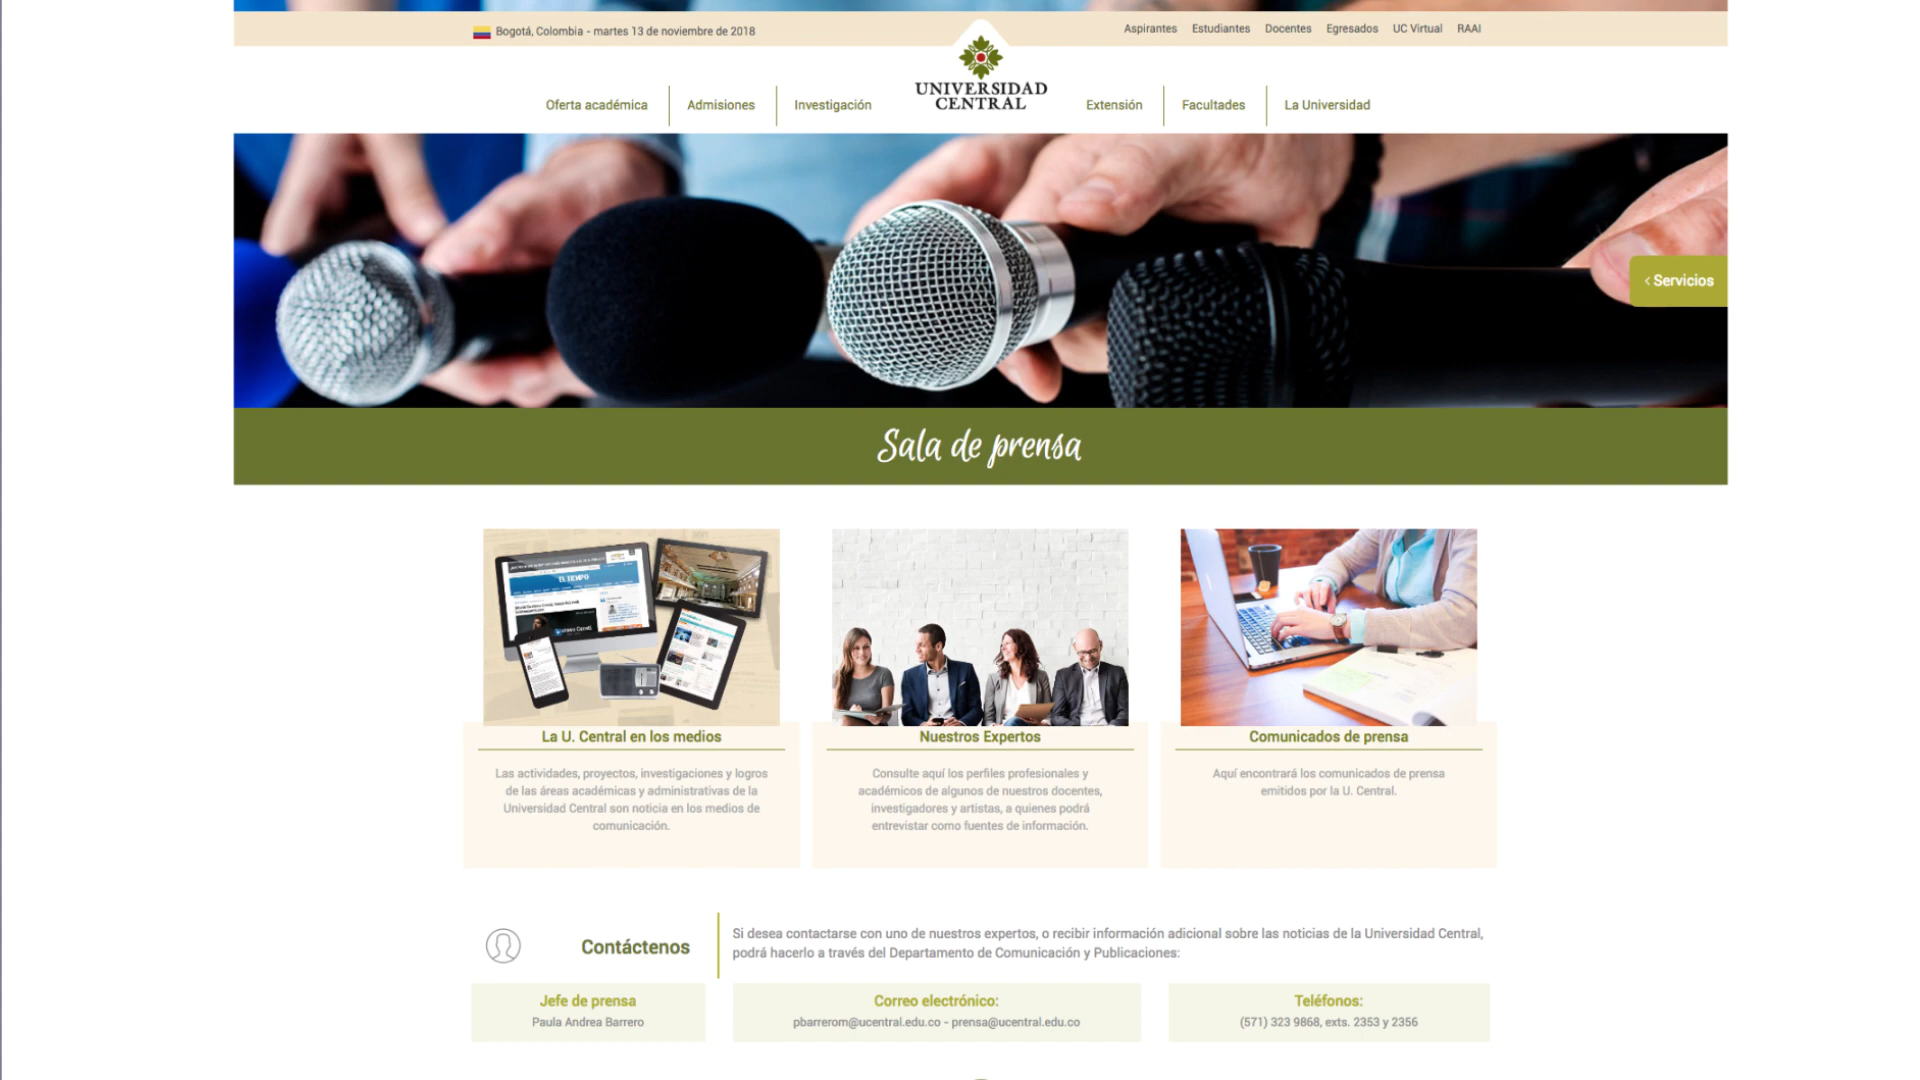 Bogotá, Colombia - martes 13 de noviembre de 2018
Aspirantes Estudiantes Docentes Egresados UC Virtual RAAI
UNIVERSIDAD
CENTRAL
Oferta académica Admisiones Investigación Extensión Facultades La Universidad
< Servicios
Sala de prensa
EL TIEMPO
La U. Central en los medios
Las actividades, proyectos, investigaciones y logros
de las áreas académicas y administrativas de la
Universidad Central son noticia en los medios de
comunicación.
Nuestros Expertos
Consulte aquí los perfiles profesionales y
académicos de algunos de nuestros docentes,
investigadores y artistas, a quienes podrá
entrevistar como fuentes de información.
Comunicados de prensa
Aquí encontrará los comunicados de prensa
emitidos por la U. Central.
Contáctenos
Si desea contactarse con uno de nuestros expertos, o recibir información adicional sobre las noticias de la Universidad Central,
podrá hacerlo a través del Departamento de Comunicación y Publicaciones:
Jefe de prensa
Paula Andrea Barrero
Correo electrónico:
pbarrerom@ucentral.edu.co - prensa@ucentral.edu.co
Teléfonos:
(571) 323 9868, exts. 2353 y 2356